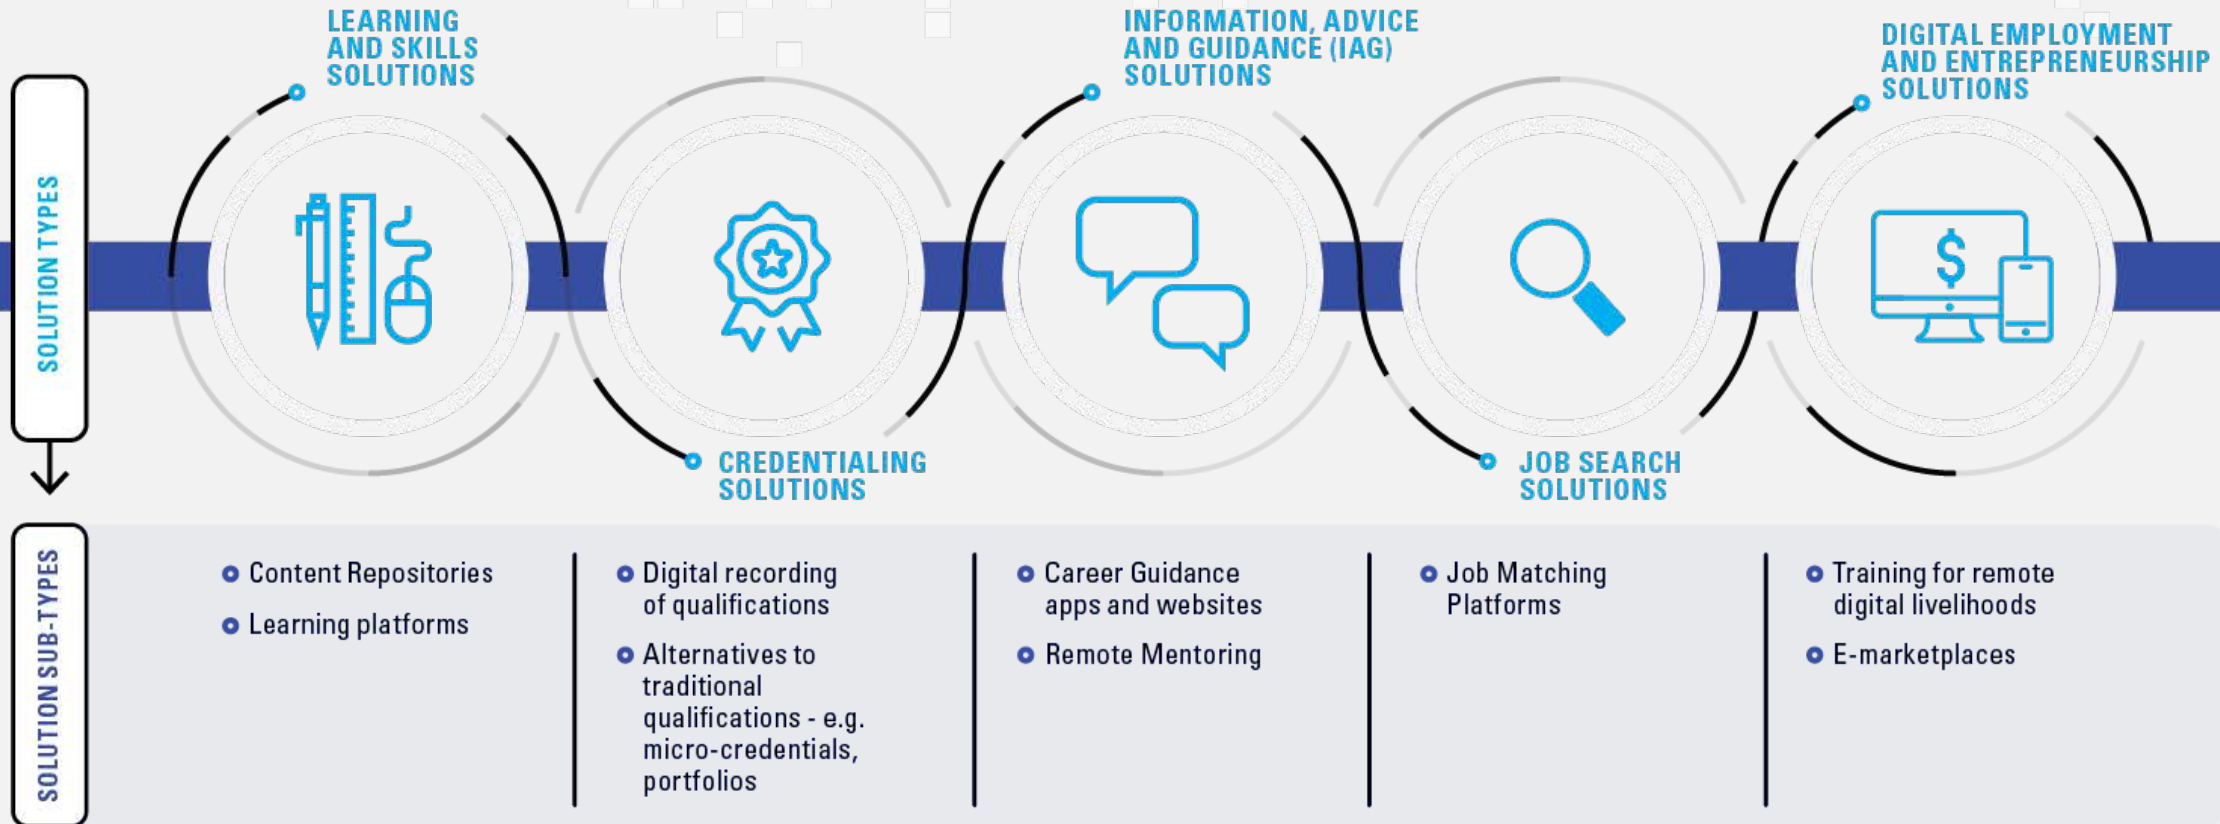 LEARNING
AND SKILLS
SOLUTIONS
INFORMATION, ADVICE
AND GUIDANCE (IAG)
SOLUTIONS
DIGITAL EMPLOYMENT
AND ENTREPRENEURSHIP
SOLUTIONS
SOLUTION TYPES
$
CREDENTIALING
SOLUTIONS
JOB SEARCH
SOLUTIONS
SOLUTION SUB-TYPES
Content Repositories
Learning platforms
Digital recording
of qualifications
Alternatives to
traditional
qualifications - e.g.
micro-credentials,
portfolios
Career Guidance
apps and websites
Remote Mentoring
Job Matching
Platforms
Training for remote
digital livelihoods
E-marketplaces